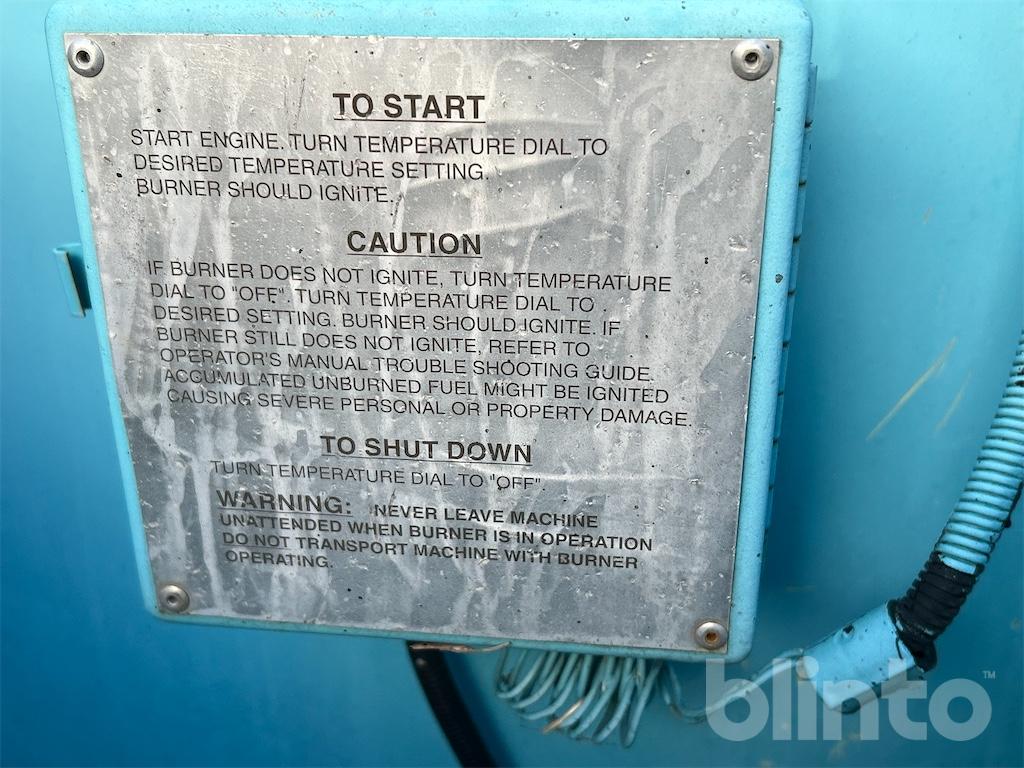 TO START
START ENGINE. TURN TEMPERATURE DIAL TO
DESIRED TEMPERATURE SETTING.
BURNER SHOULD IGNITE.
CAUTION
IF BURNER DOES NOT IGNITE, TURN TEMPERATURE
DIAL TO "OFF". TURN TEMPERATURE DIAL TO
DESIRED SETTING. BURNER SHOULD IGNITE. IF
BURNER STILL DOES NOT IGNITE, REFER TO
OPERATOR'S MANUAL TROUBLE SHOOTING GUIDE.
ACCUMULATED UNBURNED FUEL MIGHT BE IGNITED
CAUSING SEVERE PERSONAL OR PROPERTY DAMAGE.
TO SHUT DOWN
TURN TEMPERATURE DIAL TO "OFF".
WARNING: NEVER LEAVE MACHINE
UNATTENDED WHEN BURNER IS IN OPERATION
DO NOT TRANSPORT MACHINE WITH BURNER
OPERATING.
blinto™